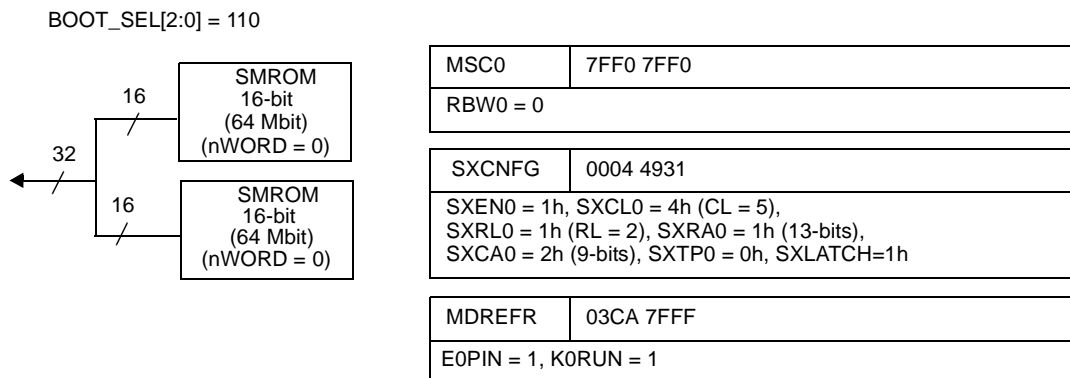 BOOT_SEL[2:0] = 110
SMROM
16-bit
(64 Mbit)
(nWORD = 0)
16
32
16
SMROM
16-bit
(64 Mbit)
(nWORD = 0)
MSC0 7FF0 7FF0
RBW0 = 0
SXCNFG 0004 4931
SXEN0 = 1h, SXCL0 = 4h (CL = 5),
SXRL0 = 1h (RL = 2), SXRA0 = 1h (13-bits),
SXCA0 = 2h (9-bits), SXTP0 = 0h, SXLATCH=1h
MDREFR 03CA 7FFF
E0PIN = 1, K0RUN = 1